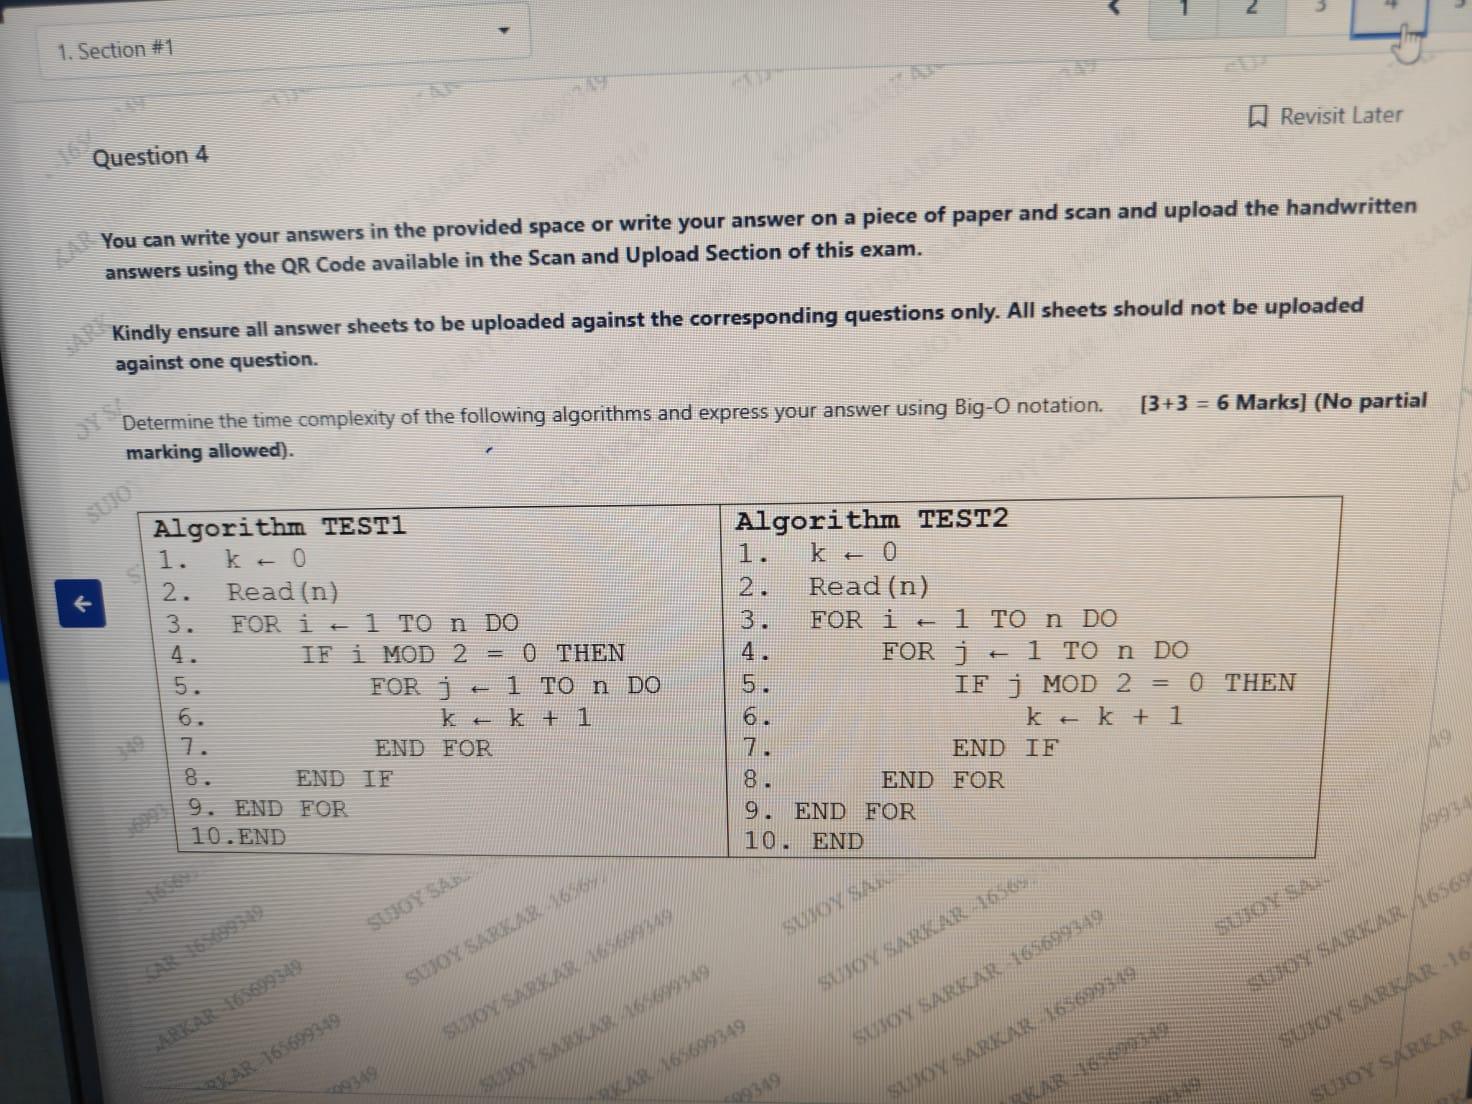 1. Section #1
1 2 3 4
Revisit Later
Question 4
You can write your answers in the provided space or write your answer on a piece of paper and scan and upload the handwritten
answers using the QR Code available in the Scan and Upload Section of this exam.
Kindly ensure all answer sheets to be uploaded against the corresponding questions only. All sheets should not be uploaded
against one question.
Determine the time complexity of the following algorithms and express your answer using Big-O notation. [3+3 = 6 Marks] (No partial
marking allowed).
Algorithm TEST1
1. k ← 0
2. Read(n)
3. FOR i ← 1 TO n DO
4. IF i MOD 2 = 0 THEN
5. FOR j ← 1 TO n DO
6. k ← k + 1
7. END FOR
8. END IF
9. END FOR
10.END
Algorithm TEST2
1. k ← 0
2. Read(n)
3. FOR i ← 1 TO n DO
4. FOR j ← 1 TO n DO
5. IF j MOD 2 = 0 THEN
6. k ← k + 1
7. END IF
8. END FOR
9. END FOR
10. END
SUJOY SARKAR -165699349